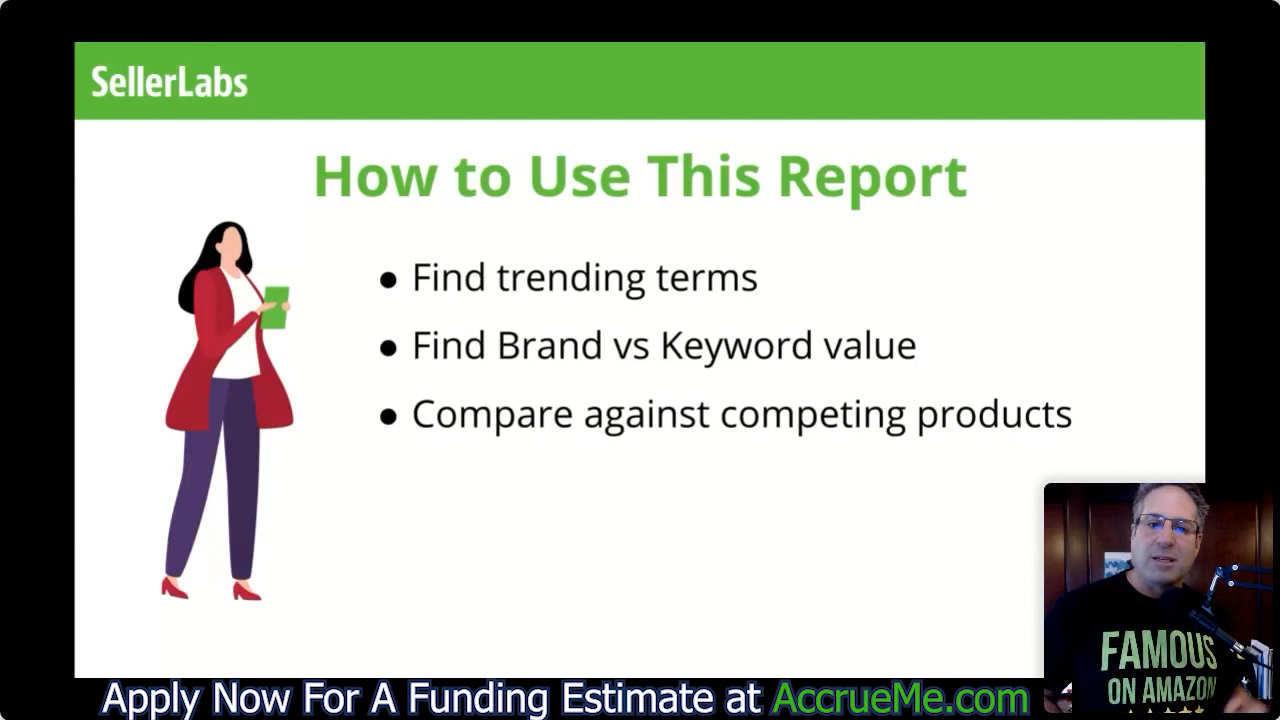 SellerLabs
How to Use This Report
● Find trending terms
● Find Brand vs Keyword value
● Compare against competing products
FAMOUS
ON AMAZON
Apply Now For A Funding Estimate at AccrueMe.com